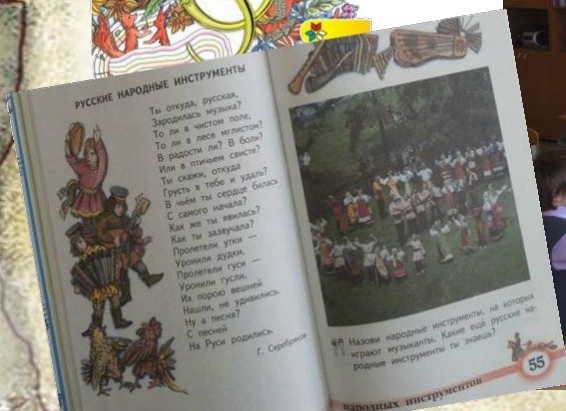 РУССКИЕ НАРОДНЫЕ ИНСТРУМЕНТЫ
Ты откуда, русская,
Зародилась музыка?
То ли в чистом поле,
То ли в лесе мглистом?
В радости ли? В боли?
Или в птичьем свисте?
Ты скажи, откуда
Грусть в тебе и удаль?
В чьём ты сердце билась
С самого начала?
Как же ты явилась?
Как ты зазвучала?
Пролетели утки —
Уронили дудки.
Пролетели гуси —
Уронили гусли,
Их порою вешней
Нашли, не удивились.
Ну а песня?
С песней
На Руси родились.
Г. Серебряков
Назови народные инструменты, на которых
играют музыканты. Какие ещё русские на-
родные инструменты ты знаешь?
55
народных инструментов